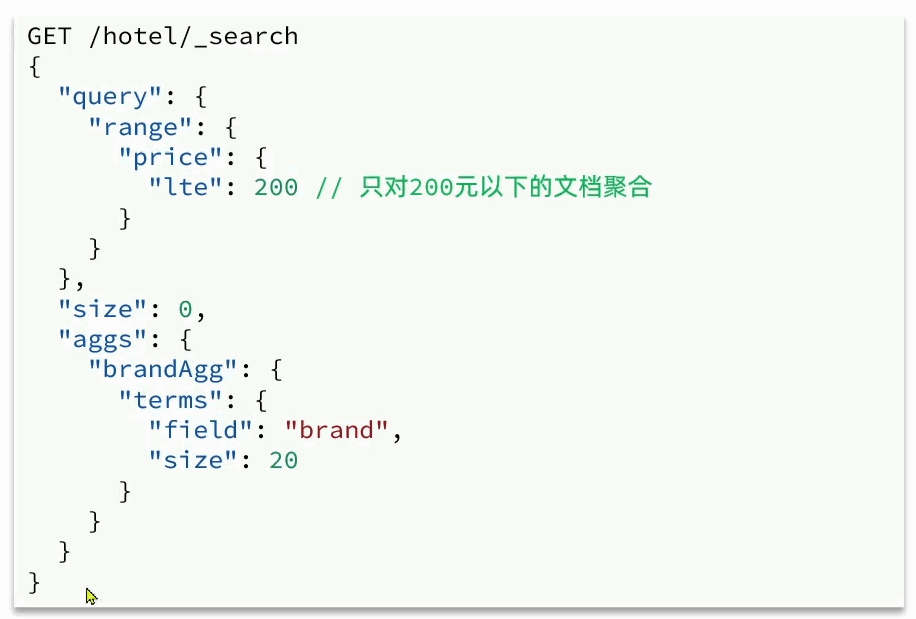 GET /hotel/_search
{
  "query": {
    "range": {
      "price": {
        "lte": 200 // 只对200元以下的文档聚合
      }
    }
  },
  "size": 0,
  "aggs": {
    "brandAgg": {
      "terms": {
        "field": "brand",
        "size": 20
      }
    }
  }
}